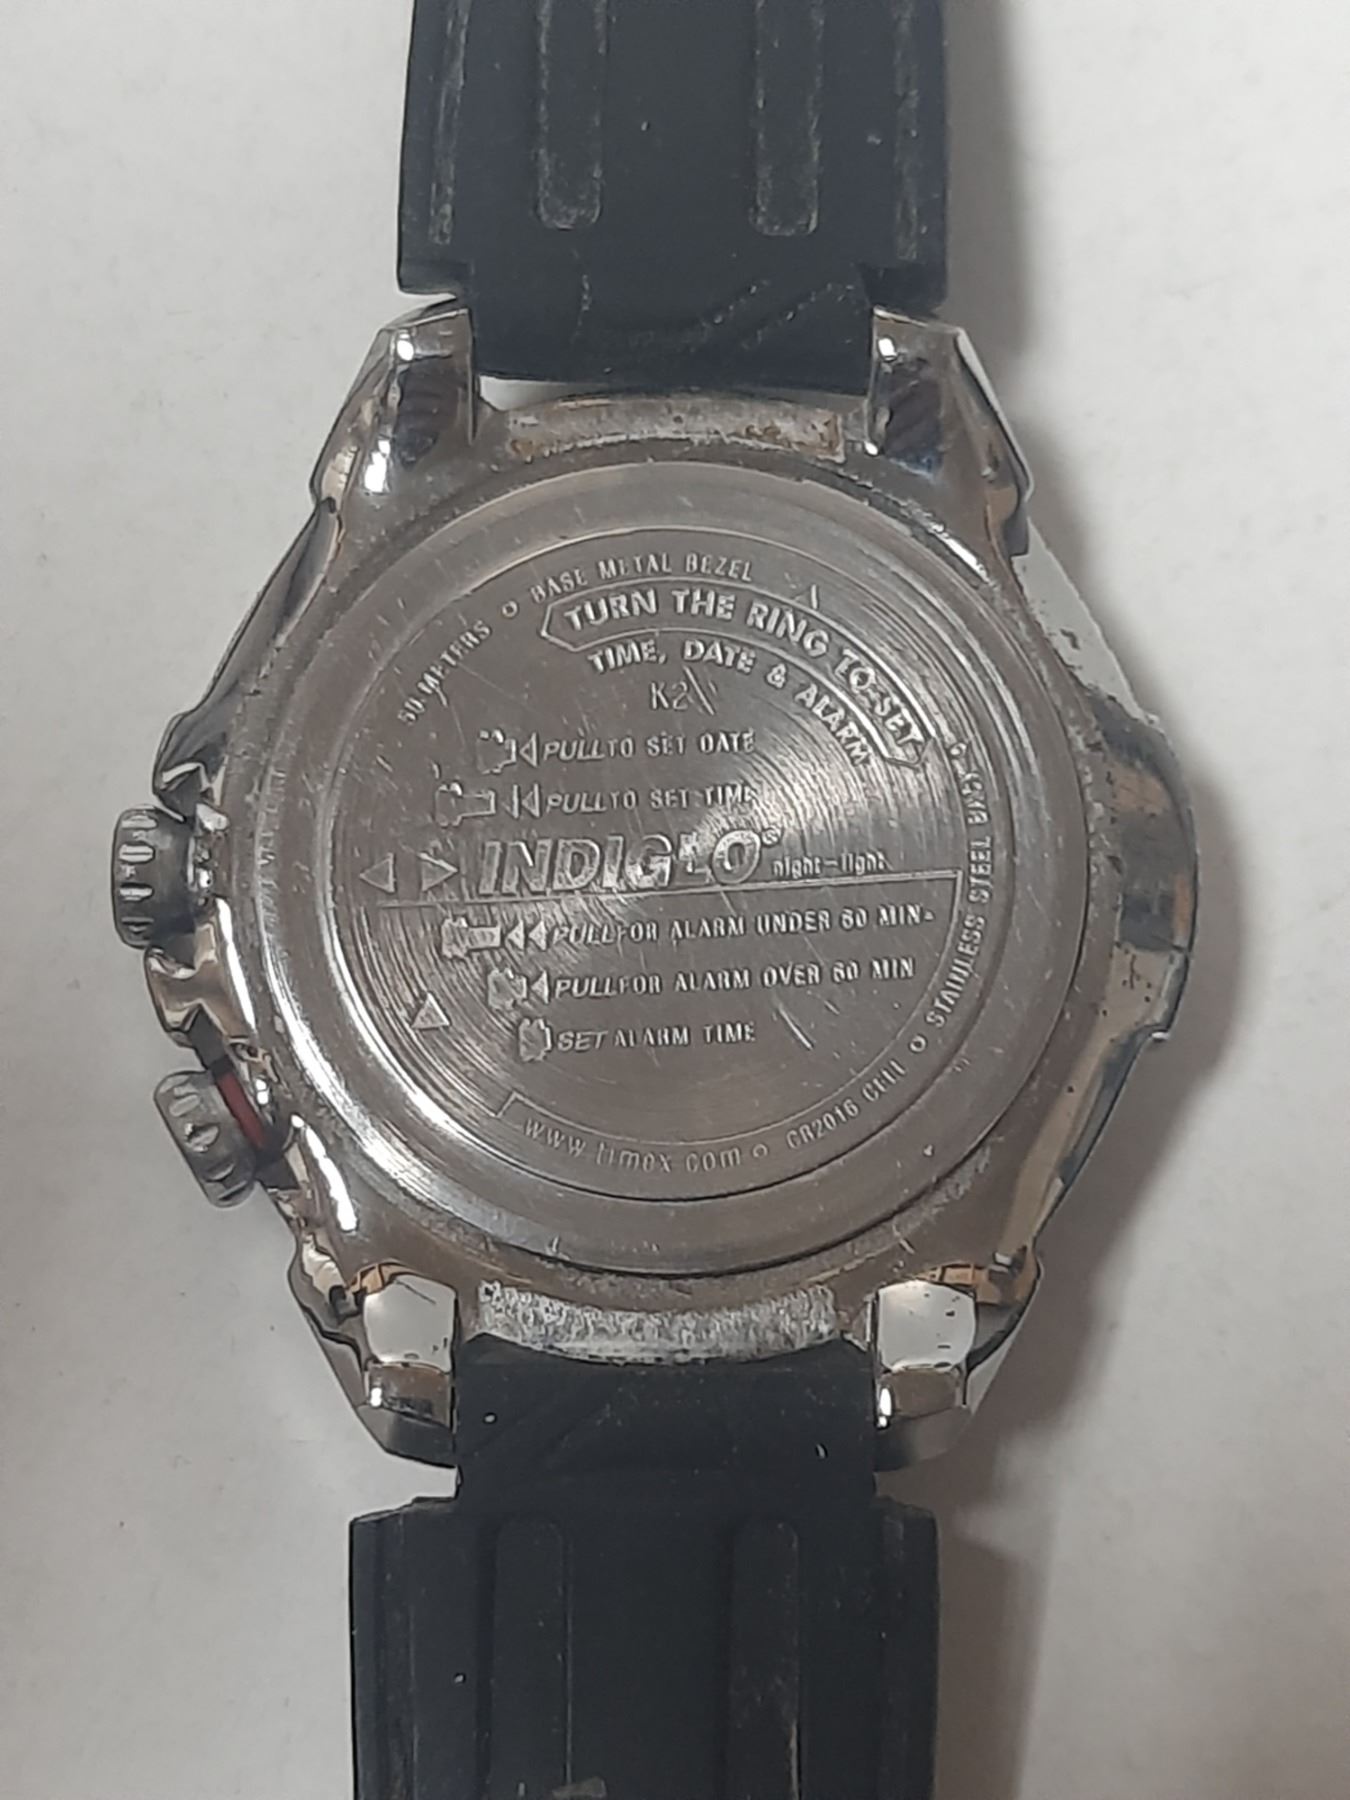 50 METERS o BASE METAL BEZEL
TURN THE RING TO-SET
TIME, DATE & ALARM
K2
PULL TO SET DATE
PULL TO SET TIME
INDIGLO® night-light
PULL FOR ALARM UNDER 60 MIN.
PULL FOR ALARM OVER 60 MIN
SET ALARM TIME
www.timex.com o CR2016 CELL o STAINLESS STEEL BACK